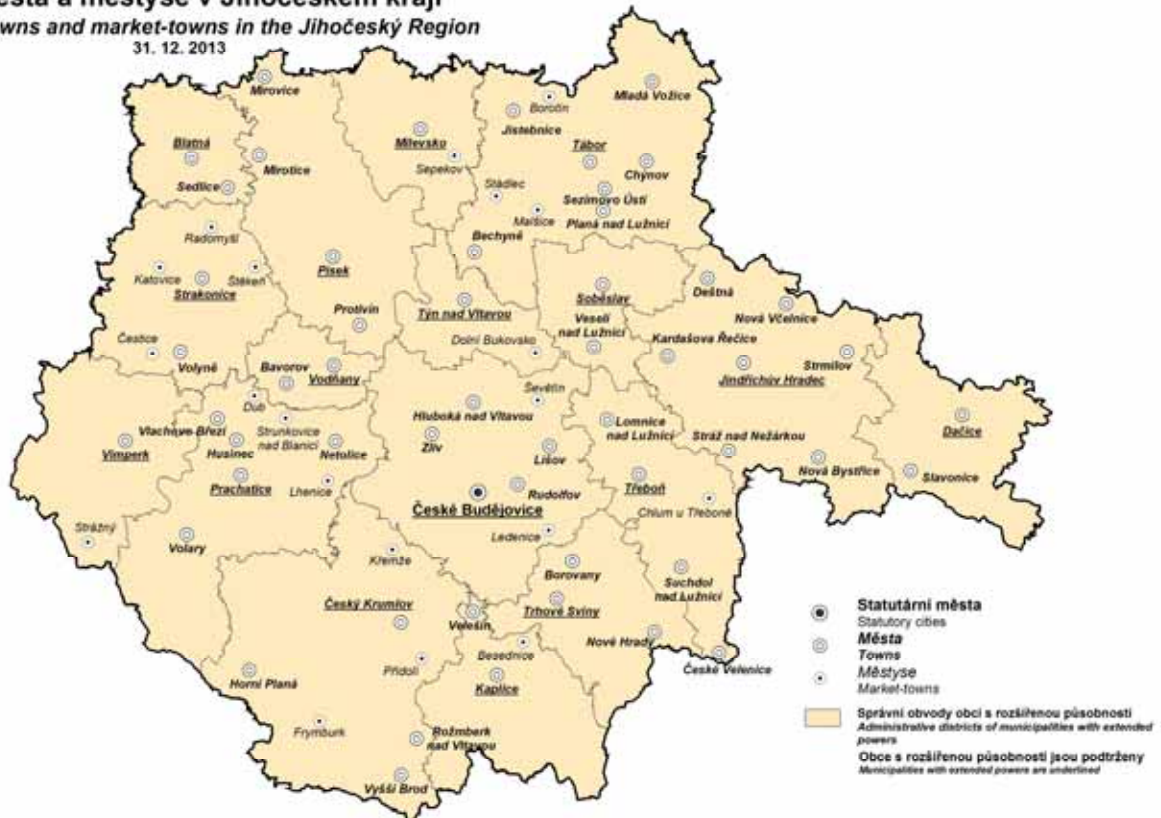 města a městyse v Jihočeském kraji
wns and market-towns in the Jihočeský Region
31. 12. 2013
Mirovice
Mladá Vožice
Borotín
Jistebnice
Blatná
Milevsko
Tábor
Mirotice
Sepekov
Chýnov
Sedlice
Stádlec
Sezimovo Ústí
Malšice
Planá nad Lužnicí
Radomyšl
Bechyně
Katovice
Štěkeň
Písek
Strakonice
Soběslav
Deštná
Protivín
Týn nad Vltavou
Veselí
nad Lužnicí
Nová Včelnice
Čestice
Dolní Bukovsko
Kardašova Řečice
Volyně
Bavorov
Vodňany
Strmilov
Jindřichův Hradec
Ševětín
Dub
Hluboká nad Vltavou
Vlachovo Březí
Strunkovice
nad Blanicí
Lomnice
nad Lužnicí
Stráž nad Nežárkou
Dačice
Vimperk
Husinec
Netolice
Zliv
Lišov
Nová Bystřice
Slavonice
Prachatice
Lhenice
Rudolfov
Třeboň
České Budějovice
Chlum u Třeboně
Strážný
Ledenice
Volary
Křemže
Borovany
Suchdol
nad Lužnicí
Český Krumlov
Velešín
Trhové Sviny
Nové Hrady
Besednice
České Velenice
Přídolí
Horní Planá
Kaplice
Frymburk
Rožmberk
nad Vltavou
Vyšší Brod
Statutární města
Statutory cities
Města
Towns
Městyse
Market-towns
Správní obvody obcí s rozšířenou působností
Administrative districts of municipalities with extended
powers
Obce s rozšířenou působností jsou podtrženy
Municipalities with extended powers are underlined